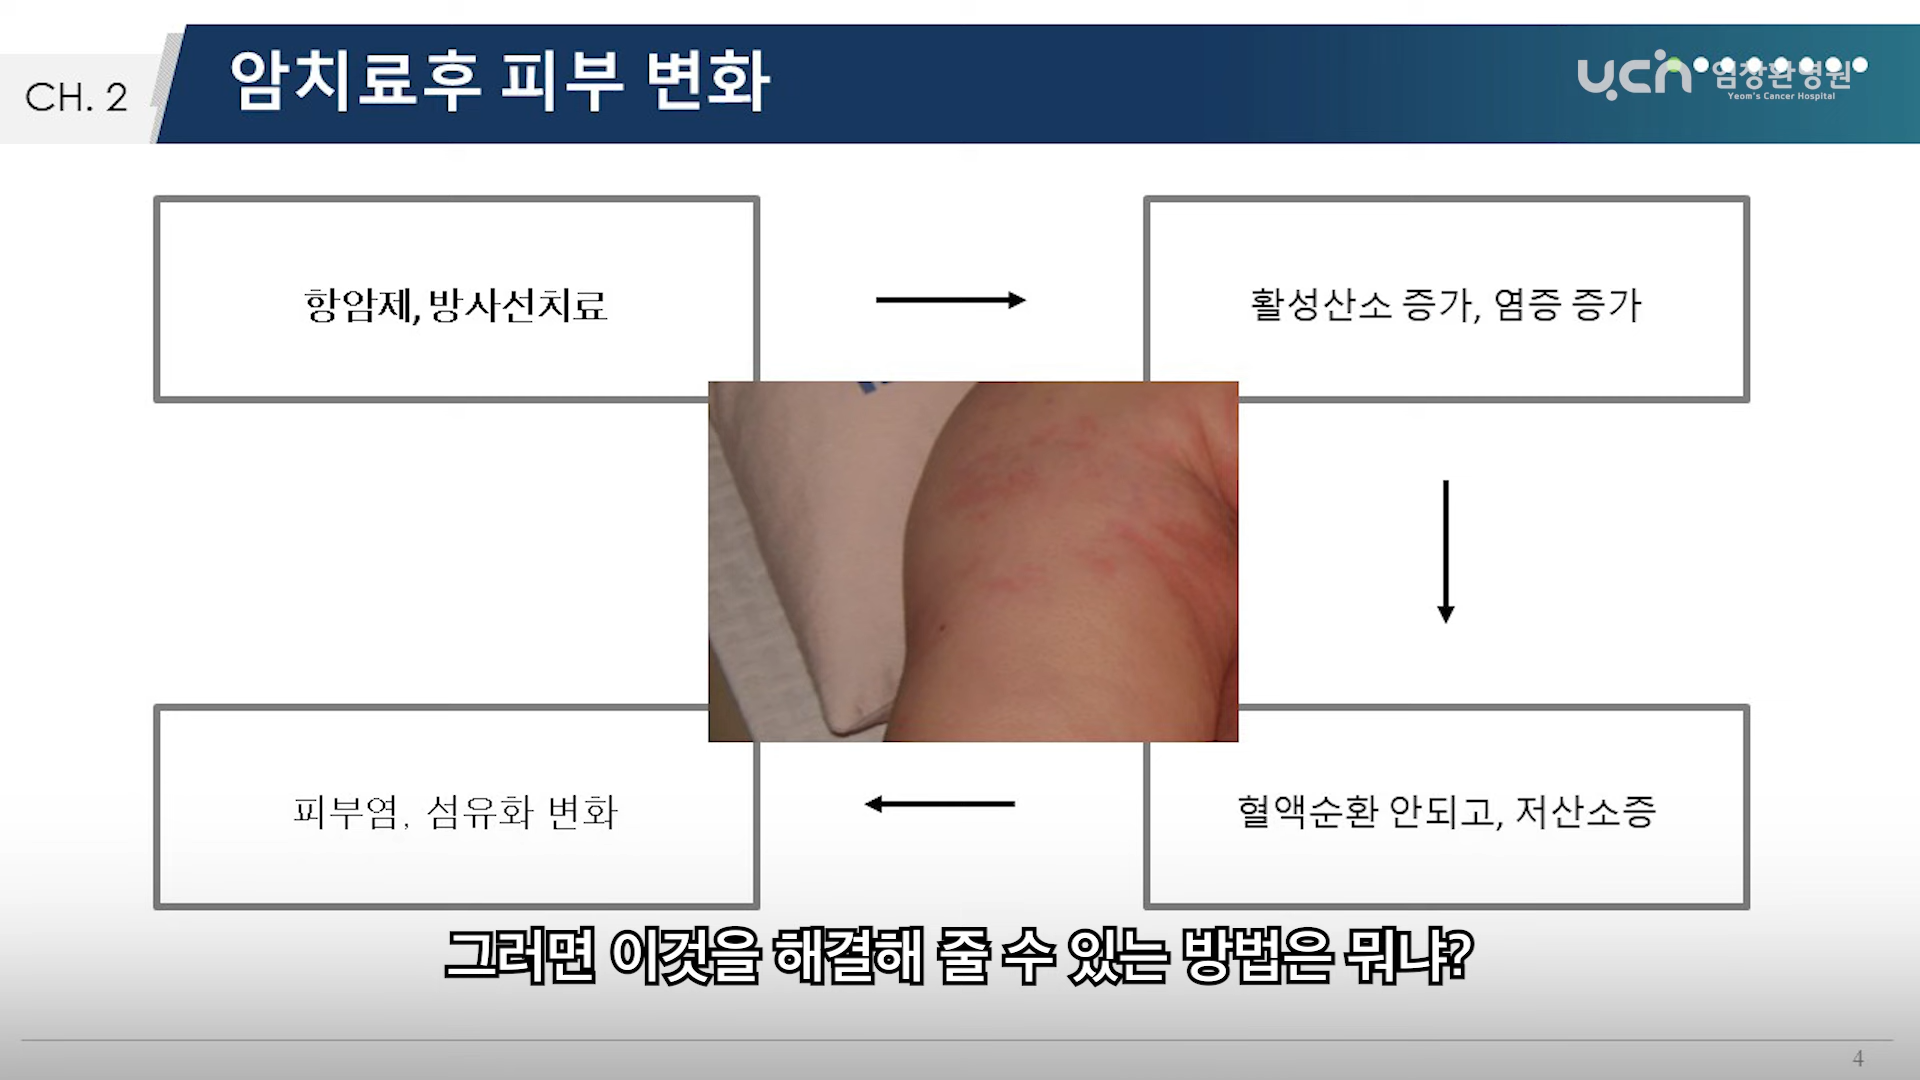 CH. 2
암치료후 피부 변화
ych 염창환병원
Yeom's Cancer Hospital
항암제, 방사선치료
활성산소 증가, 염증 증가
피부염, 섬유화 변화
혈액순환 안되고, 저산소증
그러면 이것을 해결해 줄 수 있는 방법은 뭐냐?
4